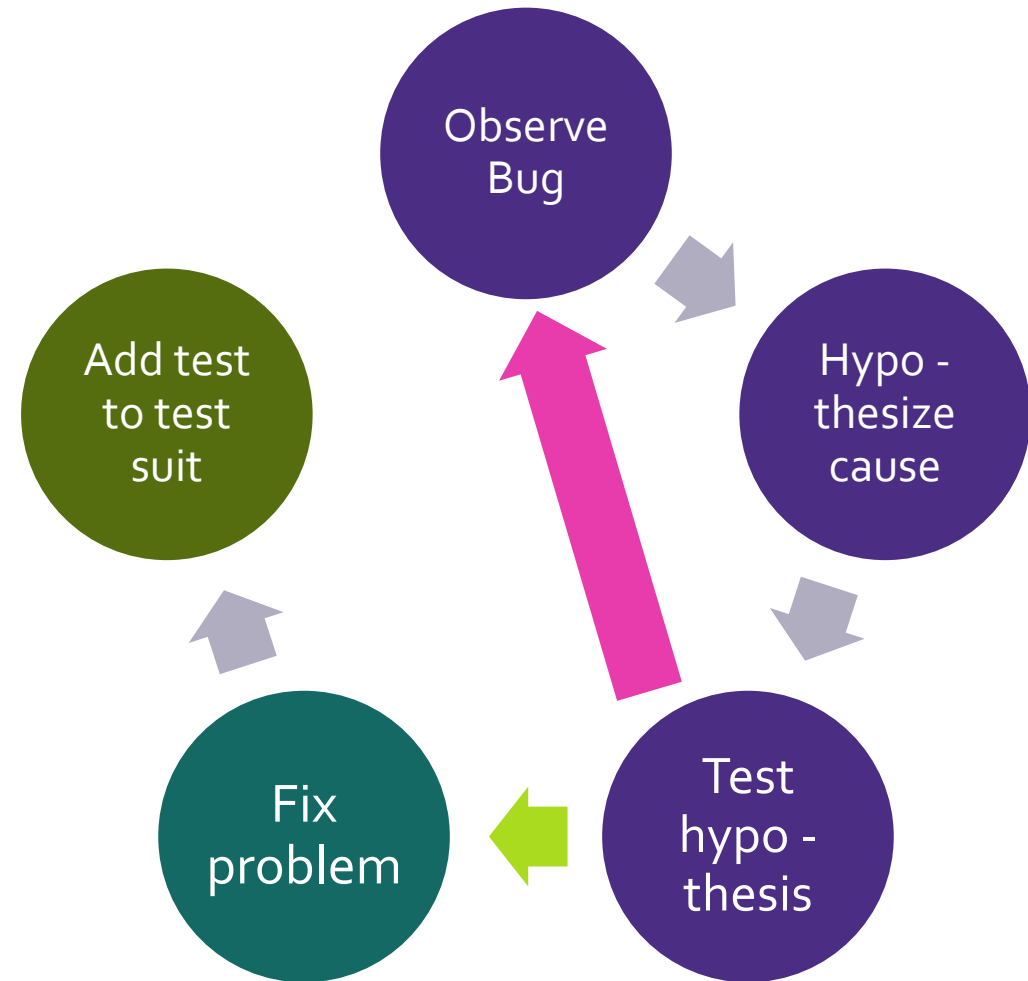 Observe
Bug
Hypo -
thesize
cause
Test
hypo -
thesis
Fix
problem
Add test
to test
suit